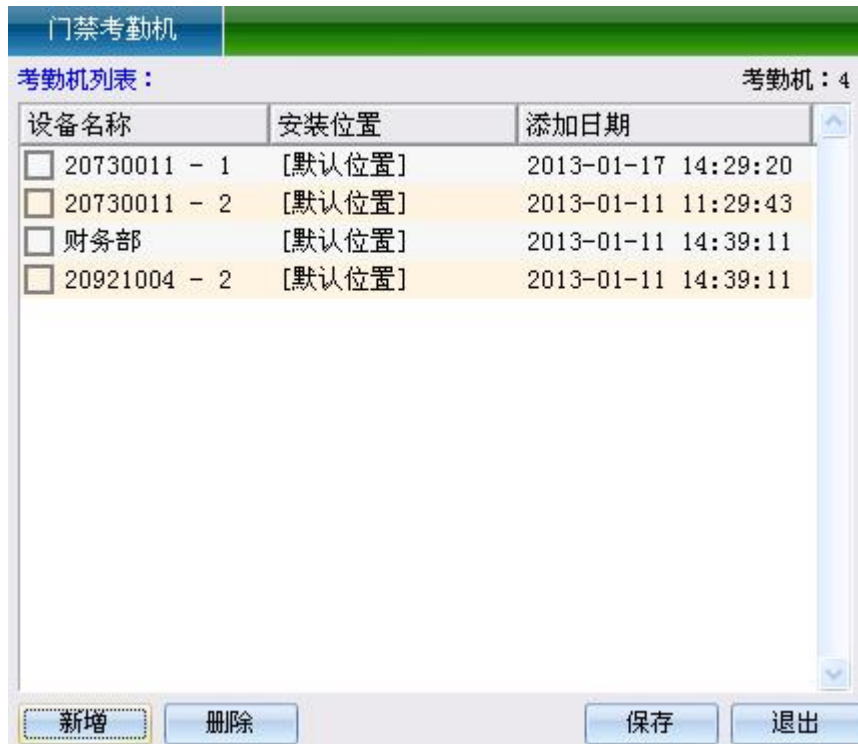 门禁考勤机
考勤机列表： 考勤机：4
设备名称 安装位置 添加日期
20730011 - 1 [默认位置] 2013-01-17 14:29:20
20730011 - 2 [默认位置] 2013-01-11 11:29:43
财务部 [默认位置] 2013-01-11 14:39:11
20921004 - 2 [默认位置] 2013-01-11 14:39:11
新增 删除 保存 退出